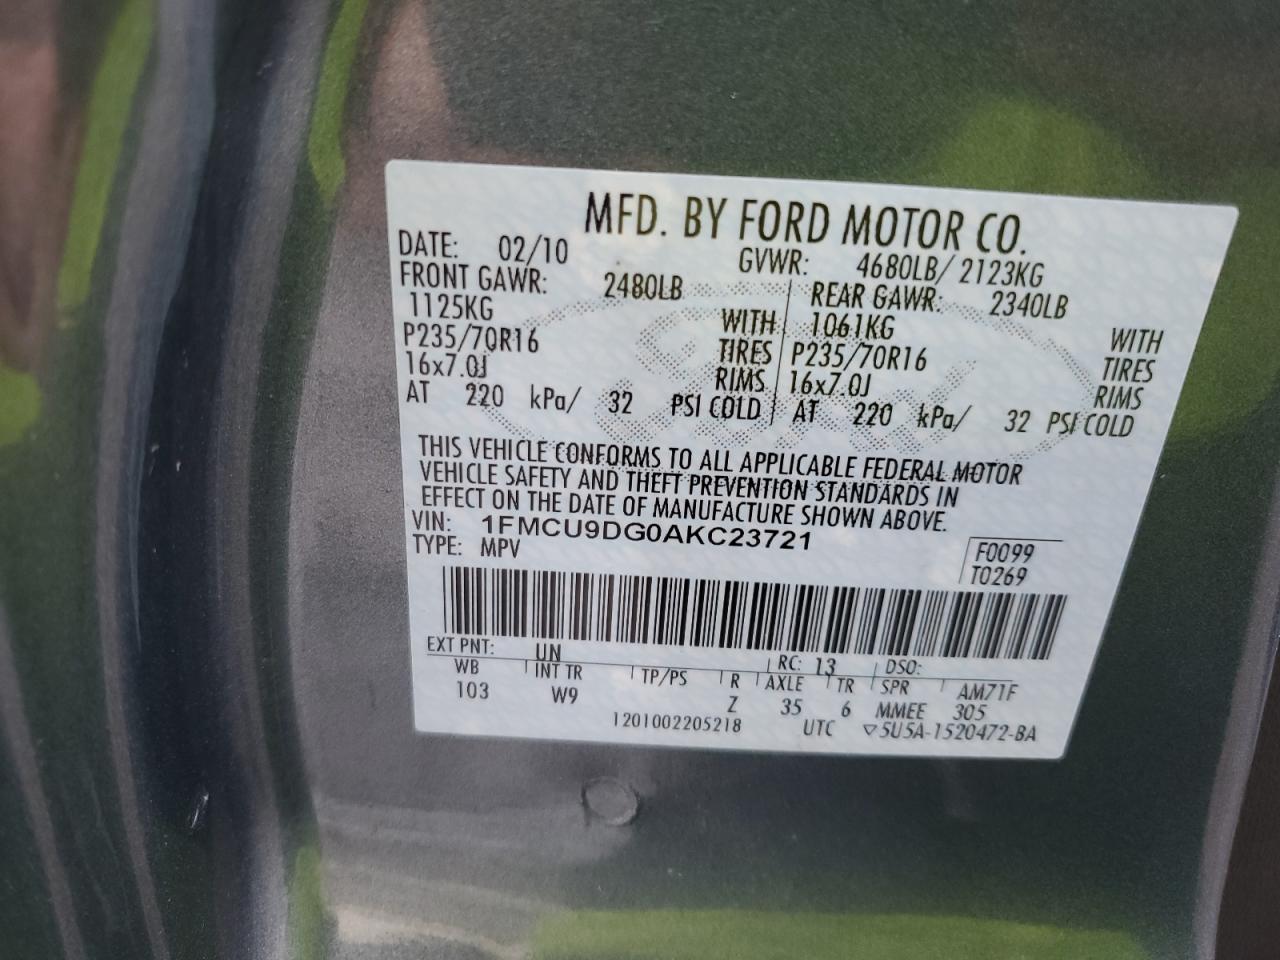 MFD. BY FORD MOTOR CO.
DATE: 02/10 GVWR: 4680LB/ 2123KG
FRONT GAWR: 2480LB REAR GAWR: 2340LB
1125KG WITH 1061KG WITH
P235/70R16 TIRES P235/70R16 TIRES
16x7.0J RIMS 16x7.0J RIMS
AT 220 kPa/ 32 PSI COLD AT 220 kPa/ 32 PSI COLD
THIS VEHICLE CONFORMS TO ALL APPLICABLE FEDERAL MOTOR
VEHICLE SAFETY AND THEFT PREVENTION STANDARDS IN
EFFECT ON THE DATE OF MANUFACTURE SHOWN ABOVE.
VIN: 1FMCU9DG0AKC23721
TYPE: MPV
F0099
T0269
EXT PNT: UN RC: 13 DSO:
WB INT TR TP/PS R AXLE TR SPR AM71F
103 W9 Z 35 6 MMEE 305
1201002205218 UTC ▽5U5A-1520472-BA